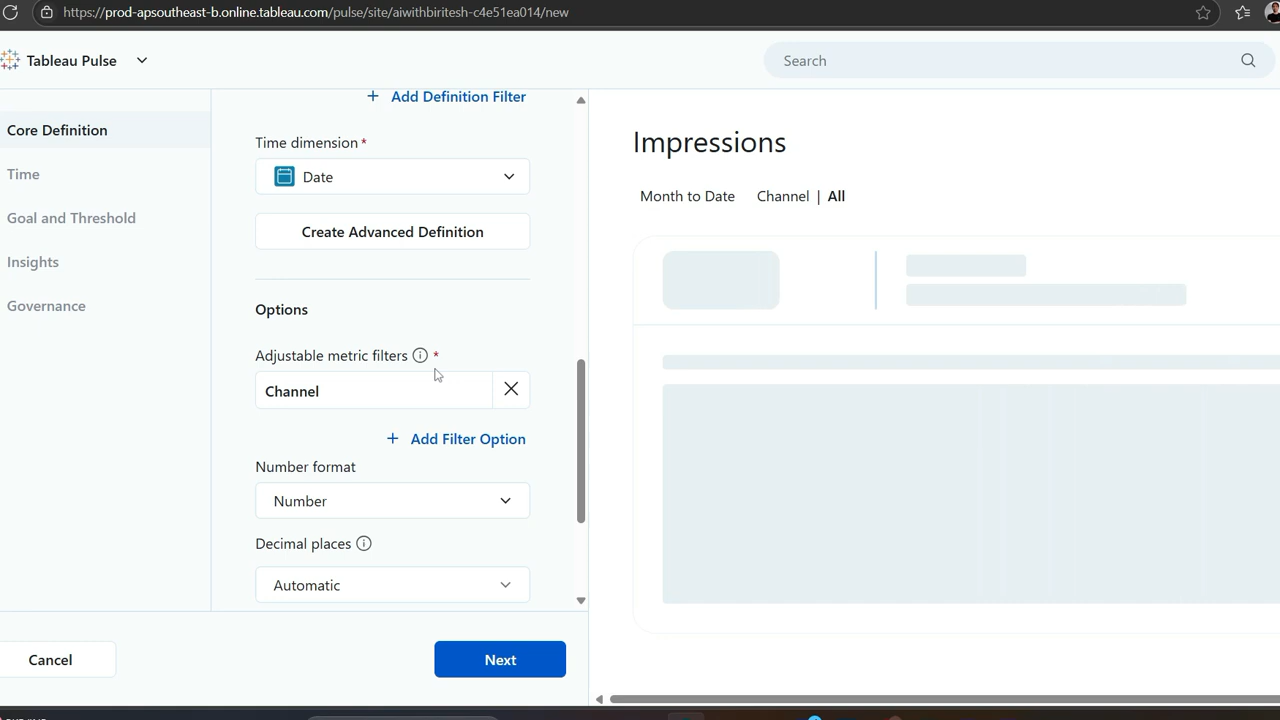 https://prod-apsoutheast-b.online.tableau.com/pulse/site/aiwithbiritesh-c4e51ea014/new
Tableau Pulse
Search
Core Definition
Time
Goal and Threshold
Insights
Governance
+ Add Definition Filter
Time dimension *
Date
Create Advanced Definition
Options
Adjustable metric filters *
Channel
+ Add Filter Option
Number format
Number
Decimal places
Automatic
Cancel
Next
Impressions
Month to Date Channel | All